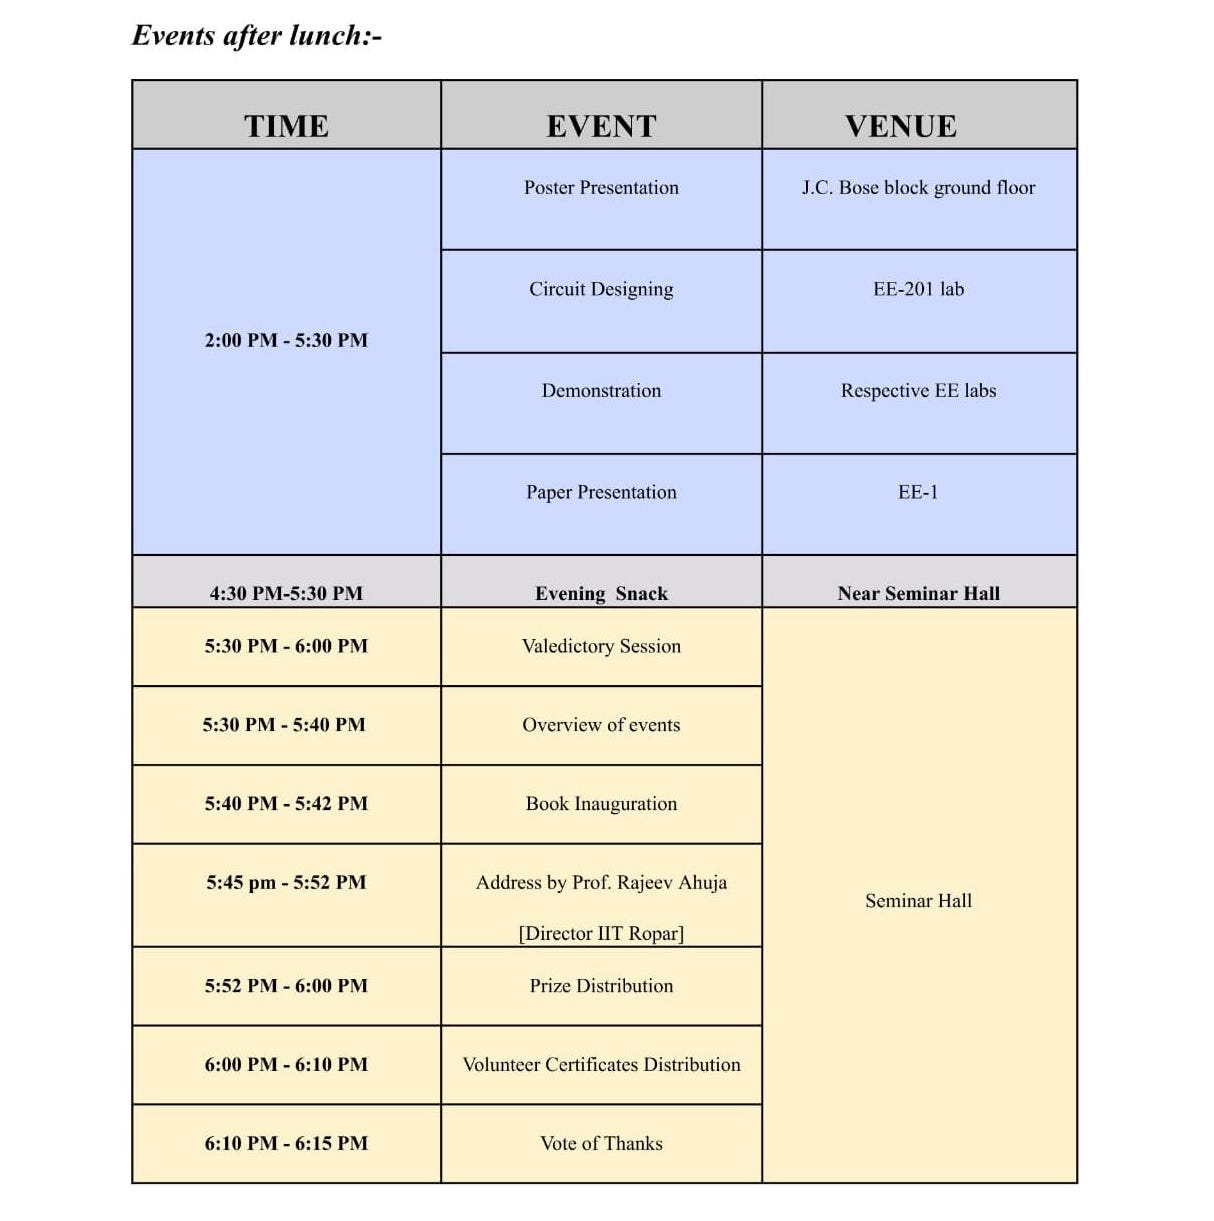 Events after lunch:-
TIME EVENT VENUE
2:00 PM - 5:30 PM
Poster Presentation J.C. Bose block ground floor
Circuit Designing EE-201 lab
Demonstration Respective EE labs
Paper Presentation EE-1
4:30 PM-5:30 PM Evening  Snack Near Seminar Hall
5:30 PM - 6:00 PM Valedictory Session
5:30 PM - 5:40 PM Overview of events
5:40 PM - 5:42 PM Book Inauguration
5:45 pm - 5:52 PM Address by Prof. Rajeev Ahuja
[Director IIT Ropar]
5:52 PM - 6:00 PM Prize Distribution
6:00 PM - 6:10 PM Volunteer Certificates Distribution
6:10 PM - 6:15 PM Vote of Thanks
Seminar Hall